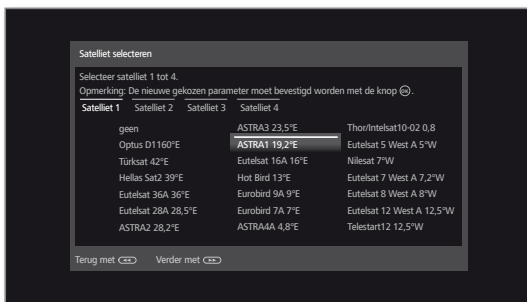 Satelliet selecteren
Selecteer satelliet 1 tot 4.
Opmerking: De nieuwe gekozen parameter moet bevestigd worden met de knop OK.
Satelliet 1 Satelliet 2 Satelliet 3 Satelliet 4
geen ASTRA3 23,5°E Thor/Intelsat10-02 0,8
Optus D1160°E ASTRA1 19,2°E Eutelsat 5 West A 5°W
Türksat 42°E Eutelsat 16A 16°E Nilesat 7°W
Hellas Sat2 39°E Hot Bird 13°E Eutelsat 7 West A 7,2°W
Eutelsat 36A 36°E Eurobird 9A 9°E Eutelsat 8 West A 8°W
Eutelsat 28A 28,5°E Eurobird 7A 7°E Eutelsat 12 West A 12,5°W
ASTRA2 28,2°E ASTRA4A 4,8°E Telestart12 12,5°W
Terug met Verder met